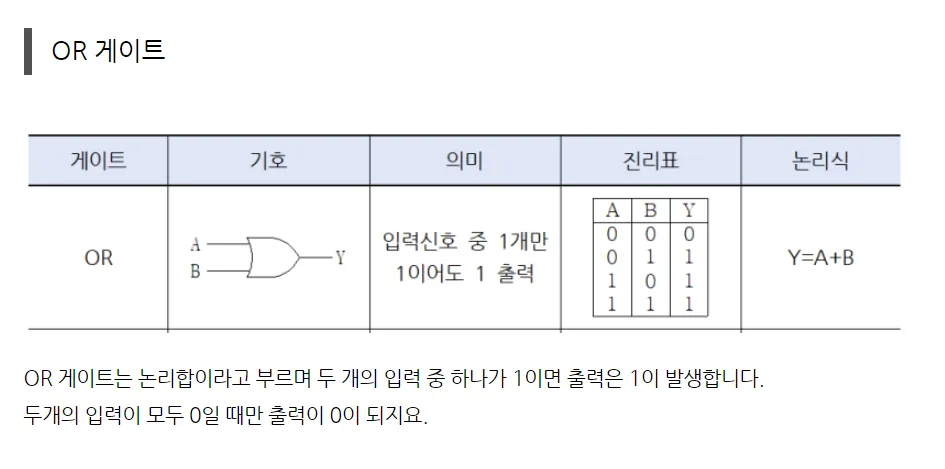 OR 게이트
게이트 기호 의미 진리표 논리식
OR
A
B
Y
입력신호 중 1개만
1이어도 1 출력
A B Y
0 0 0
0 1 1
1 0 1
1 1 1
Y=A+B
OR 게이트는 논리합이라고 부르며 두 개의 입력 중 하나가 1이면 출력은 1이 발생합니다.
두개의 입력이 모두 0일 때만 출력이 0이 되지요.